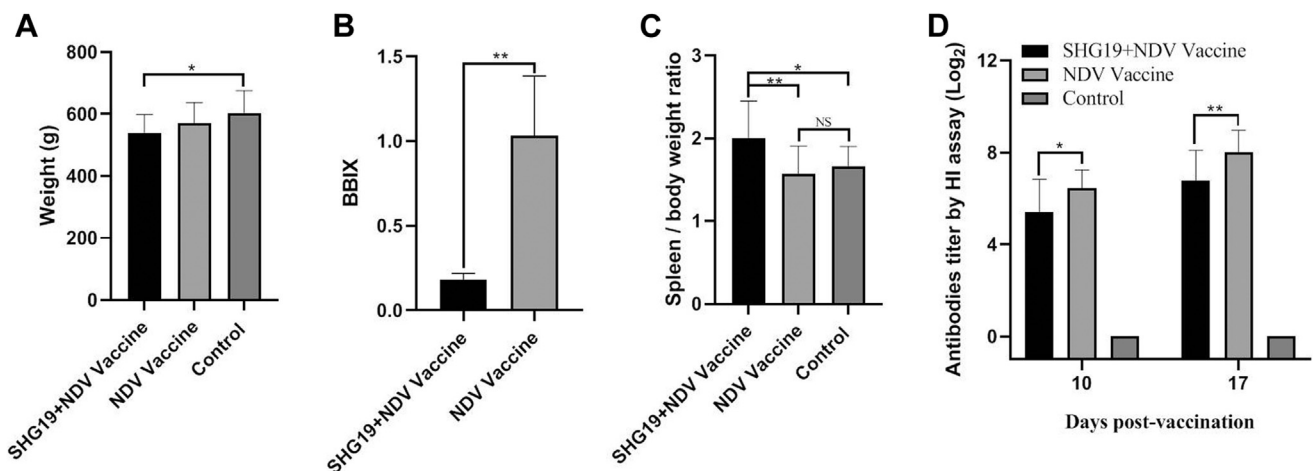 A
800
600
400
200
0
Weight (g)
*
SHG19+NDV Vaccine
NDV Vaccine
Control
B
1.5
1.0
0.5
0.0
BBIX
**
SHG19+NDV Vaccine
NDV Vaccine
C
3
2
1
0
Spleen / body weight ratio
*
**
NS
SHG19+NDV Vaccine
NDV Vaccine
Control
D
SHG19+NDV Vaccine
NDV Vaccine
Control
12
8
4
0
Antibodies titer by HI assay (Log2)
*
**
10
17
Days post-vaccination